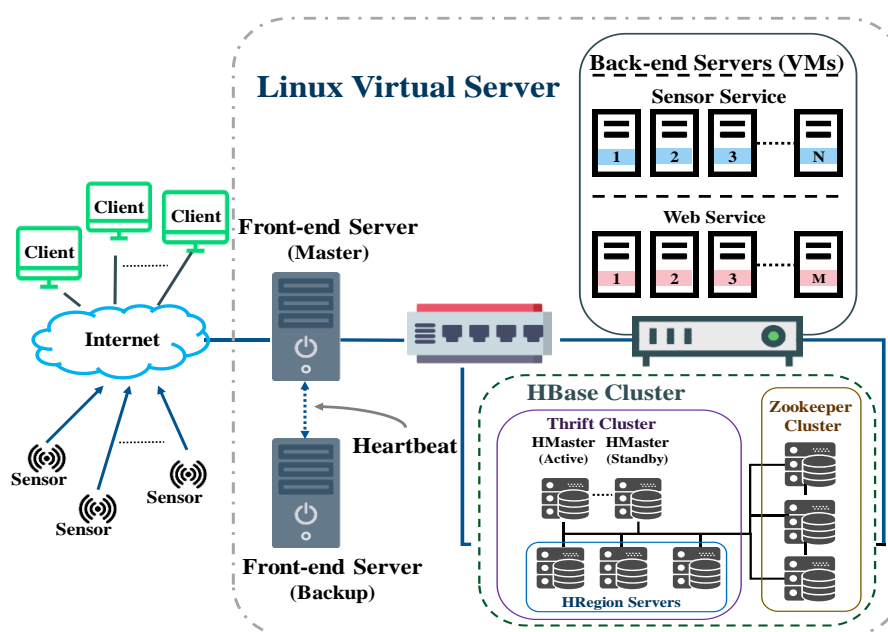 Linux Virtual Server
Back-end Servers (VMs)
Sensor Service
1 2 3 N
Web Service
1 2 3 M
Client
Client
Client
Internet
Sensor
Sensor
Sensor
Front-end Server
(Master)
Heartbeat
Front-end Server
(Backup)
HBase Cluster
Thrift Cluster
HMaster
(Active)
HMaster
(Standby)
HRegion Servers
Zookeeper
Cluster